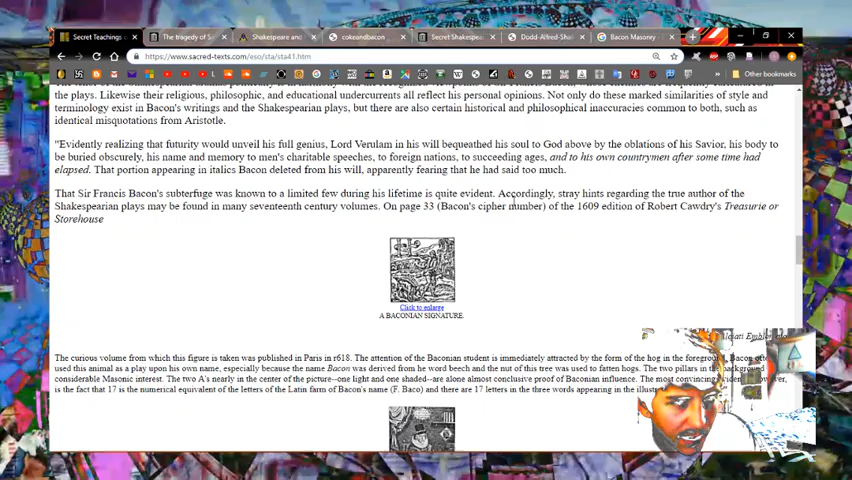 Secret Teachings
The tragedy of S
Shakespeare and
cokeandbacon
Secret Shakespea
Dodd-Alfred-Sha
Bacon Masonry
https://www.sacred-texts.com/eso/sta/sta41.htm
Other bookmarks
the plays. Likewise their religious, philosophic, and educational undercurrents all reflect his personal opinions. Not only do these marked similarities of style and
terminology exist in Bacon's writings and the Shakespearian plays, but there are also certain historical and philosophical inaccuracies common to both, such as
identical misquotations from Aristotle.
"Evidently realizing that futurity would unveil his full genius, Lord Verulam in his will bequeathed his soul to God above by the oblations of his Savior, his body to
be buried obscurely, his name and memory to men's charitable speeches, to foreign nations, to succeeding ages, and to his own countrymen after some time had
elapsed. That portion appearing in italics Bacon deleted from his will, apparently fearing that he had said too much.
That Sir Francis Bacon's subterfuge was known to a limited few during his lifetime is quite evident. Accordingly, stray hints regarding the true author of the
Shakespearian plays may be found in many seventeenth century volumes. On page 33 (Bacon's cipher number) of the 1609 edition of Robert Cawdry's Treasurie or
Storehouse
Click to enlarge
A BACONIAN SIGNATURE.
The curious volume from which this figure is taken was published in Paris in r618. The attention of the Baconian student is immediately attracted by the form of the hog in the foreground. Bacon often
used this animal as a play upon his own name, especially because the name Bacon was derived from he word beech and the nut of this tree was used to fatten hogs. The two pillars in the background
considerable Masonic interest. The two A's nearly in the center of the picture--one light and one shaded--are alone almost conclusive proof of Baconian influence. The most convincing
is the fact that 17 is the numerical equivalent of the letters of the Latin farm of Bacon's name (F. Baco) and there are 17 letters in the three words appearing in the